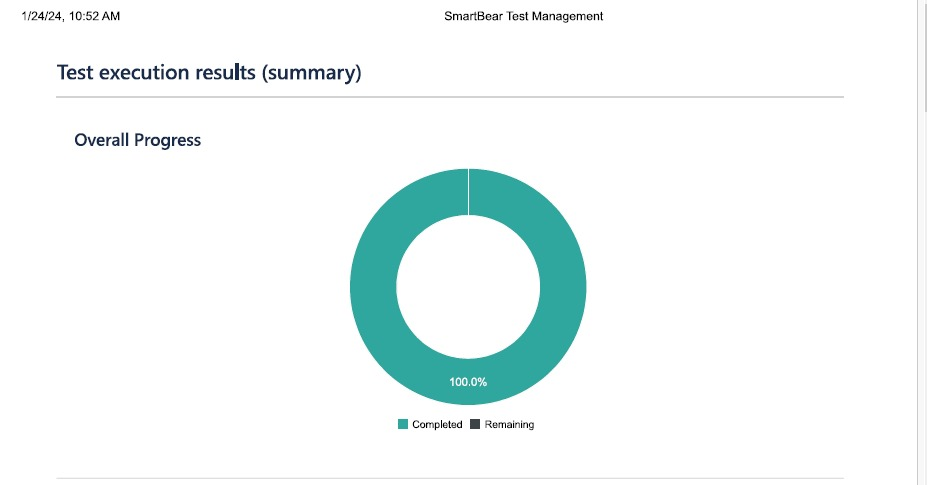 1/24/24, 10:52 AM SmartBear Test Management
Test execution results (summary)
Overall Progress
100.0%
Completed Remaining